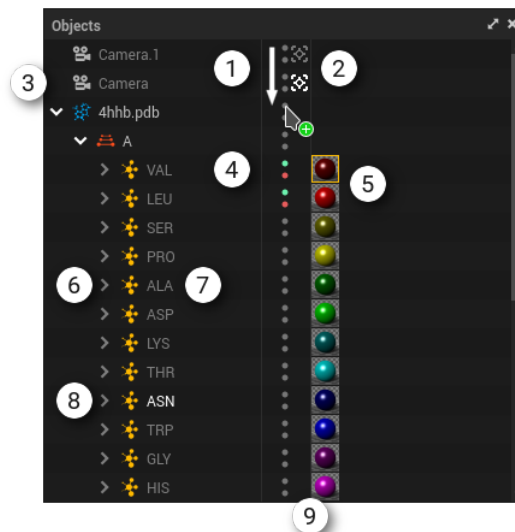 Objects
Camera.1
1
2
3
Camera
4hhb.pdb
A
VAL
4
LEU
5
SER
PRO
6
ALA
7
ASP
LYS
THR
8
ASN
TRP
GLY
HIS
9